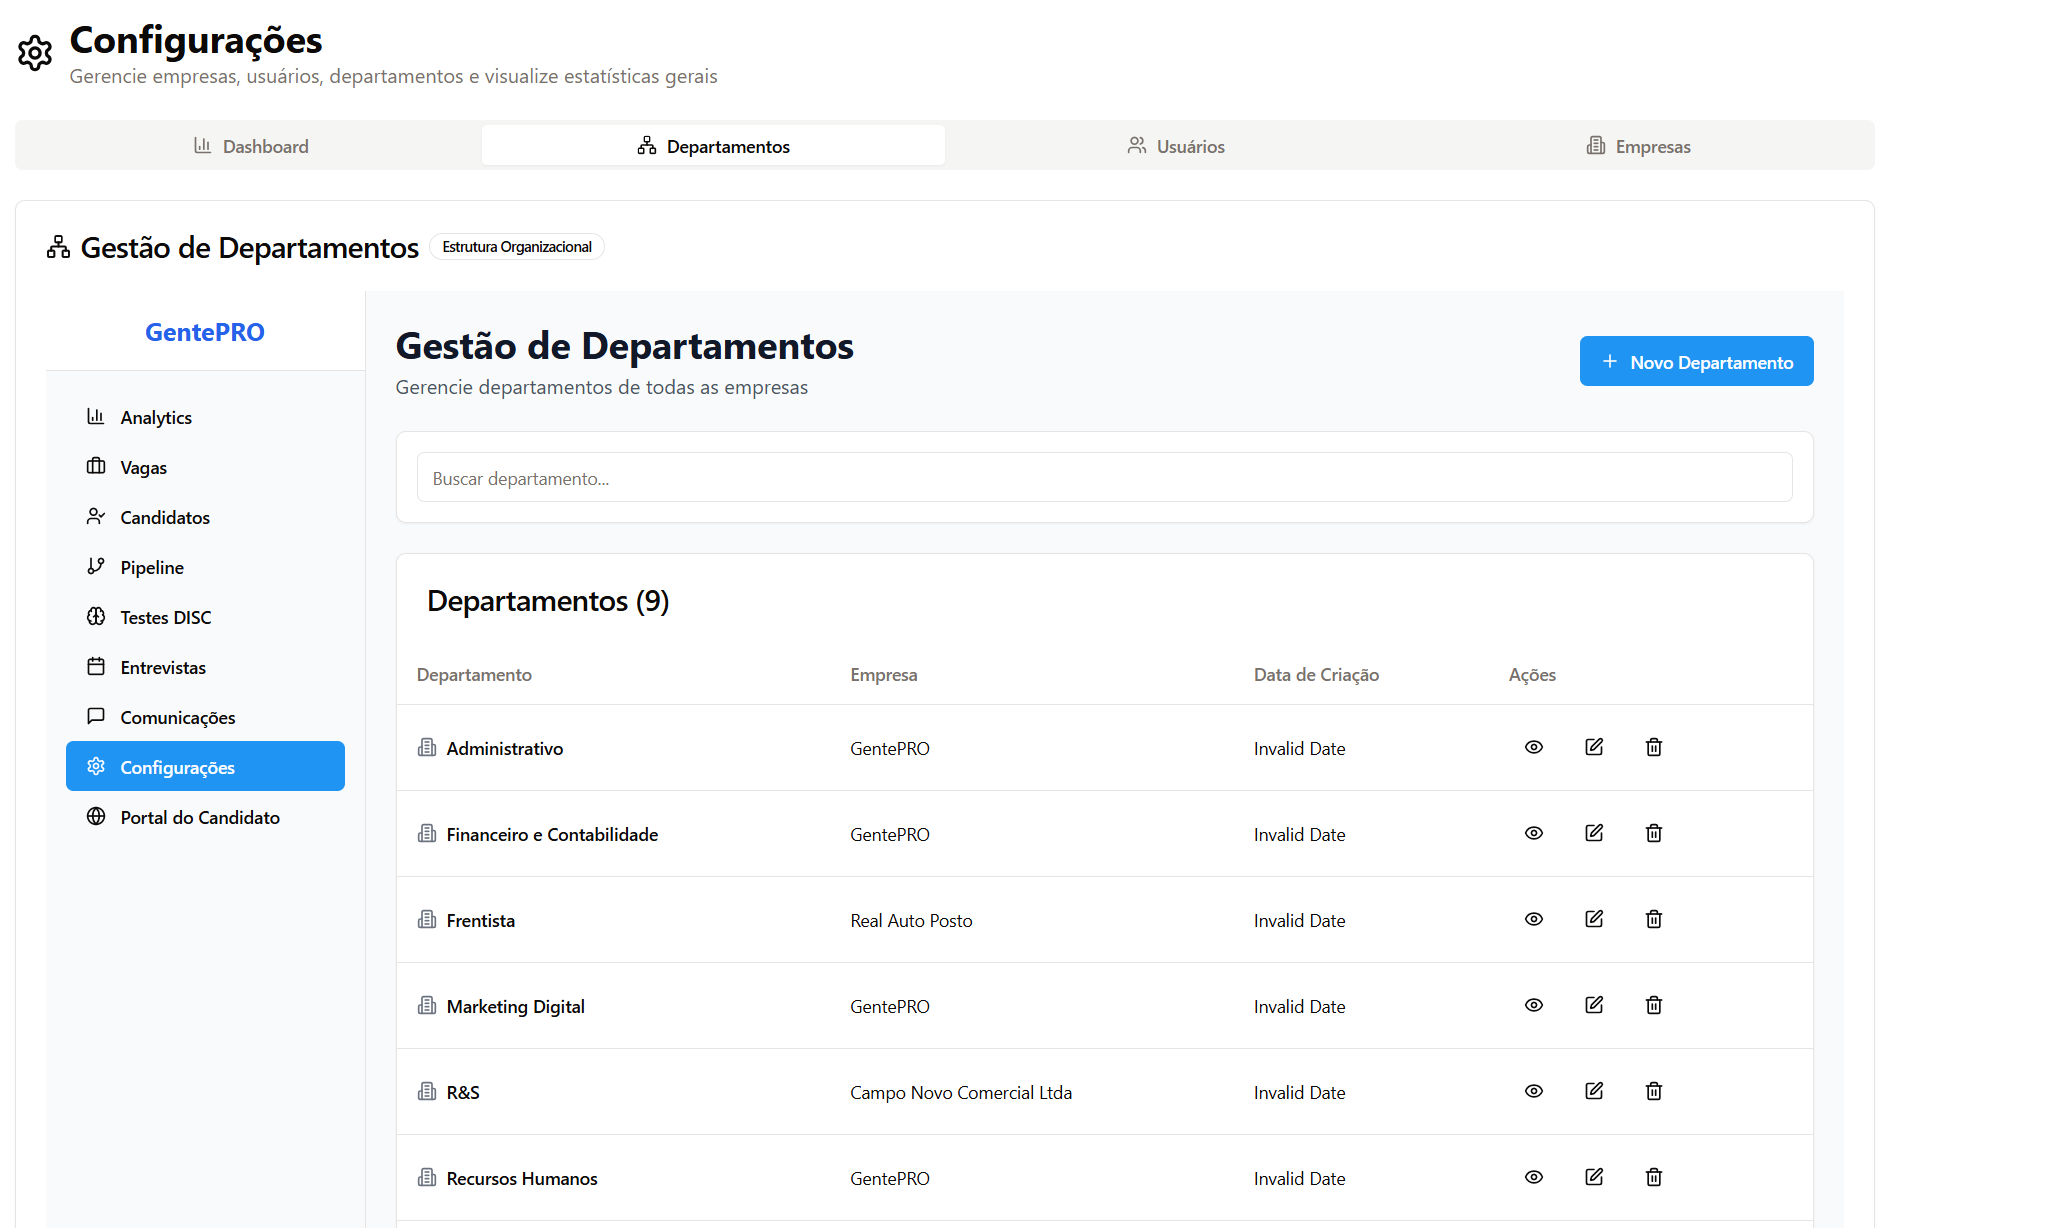 Configurações
Gerencie empresas, usuários, departamentos e visualize estatísticas gerais
Dashboard
Departamentos
Usuários
Empresas
Gestão de Departamentos
Estrutura Organizacional
GentePRO
Analytics
Vagas
Candidatos
Pipeline
Testes DISC
Entrevistas
Comunicações
Configurações
Portal do Candidato
Gestão de Departamentos
Gerencie departamentos de todas as empresas
Novo Departamento
Buscar departamento...
Departamentos (9)
Departamento Empresa Data de Criação Ações
Administrativo GentePRO Invalid Date
Financeiro e Contabilidade GentePRO Invalid Date
Frentista Real Auto Posto Invalid Date
Marketing Digital GentePRO Invalid Date
R&S Campo Novo Comercial Ltda Invalid Date
Recursos Humanos GentePRO Invalid Date